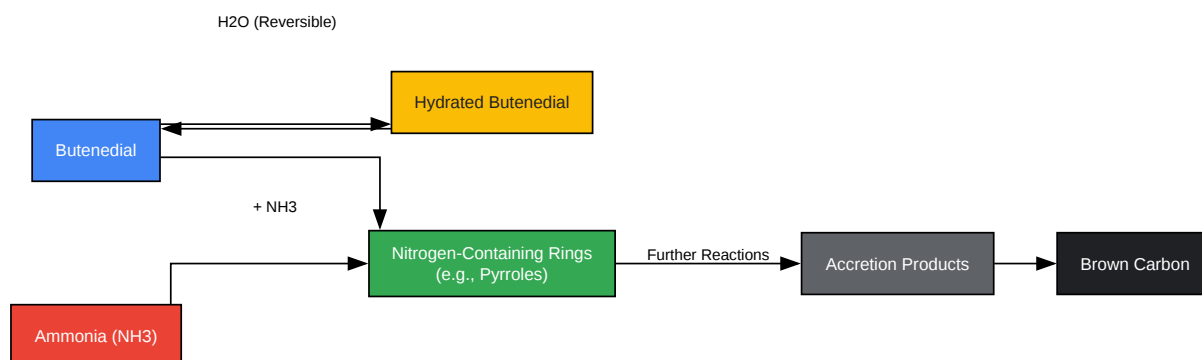 H2O (Reversible)
Hydrated Butenedial
Butenedial
+ NH3
Nitrogen-Containing Rings
(e.g., Pyrroles)
Further Reactions
Accretion Products
Brown Carbon
Ammonia (NH3)